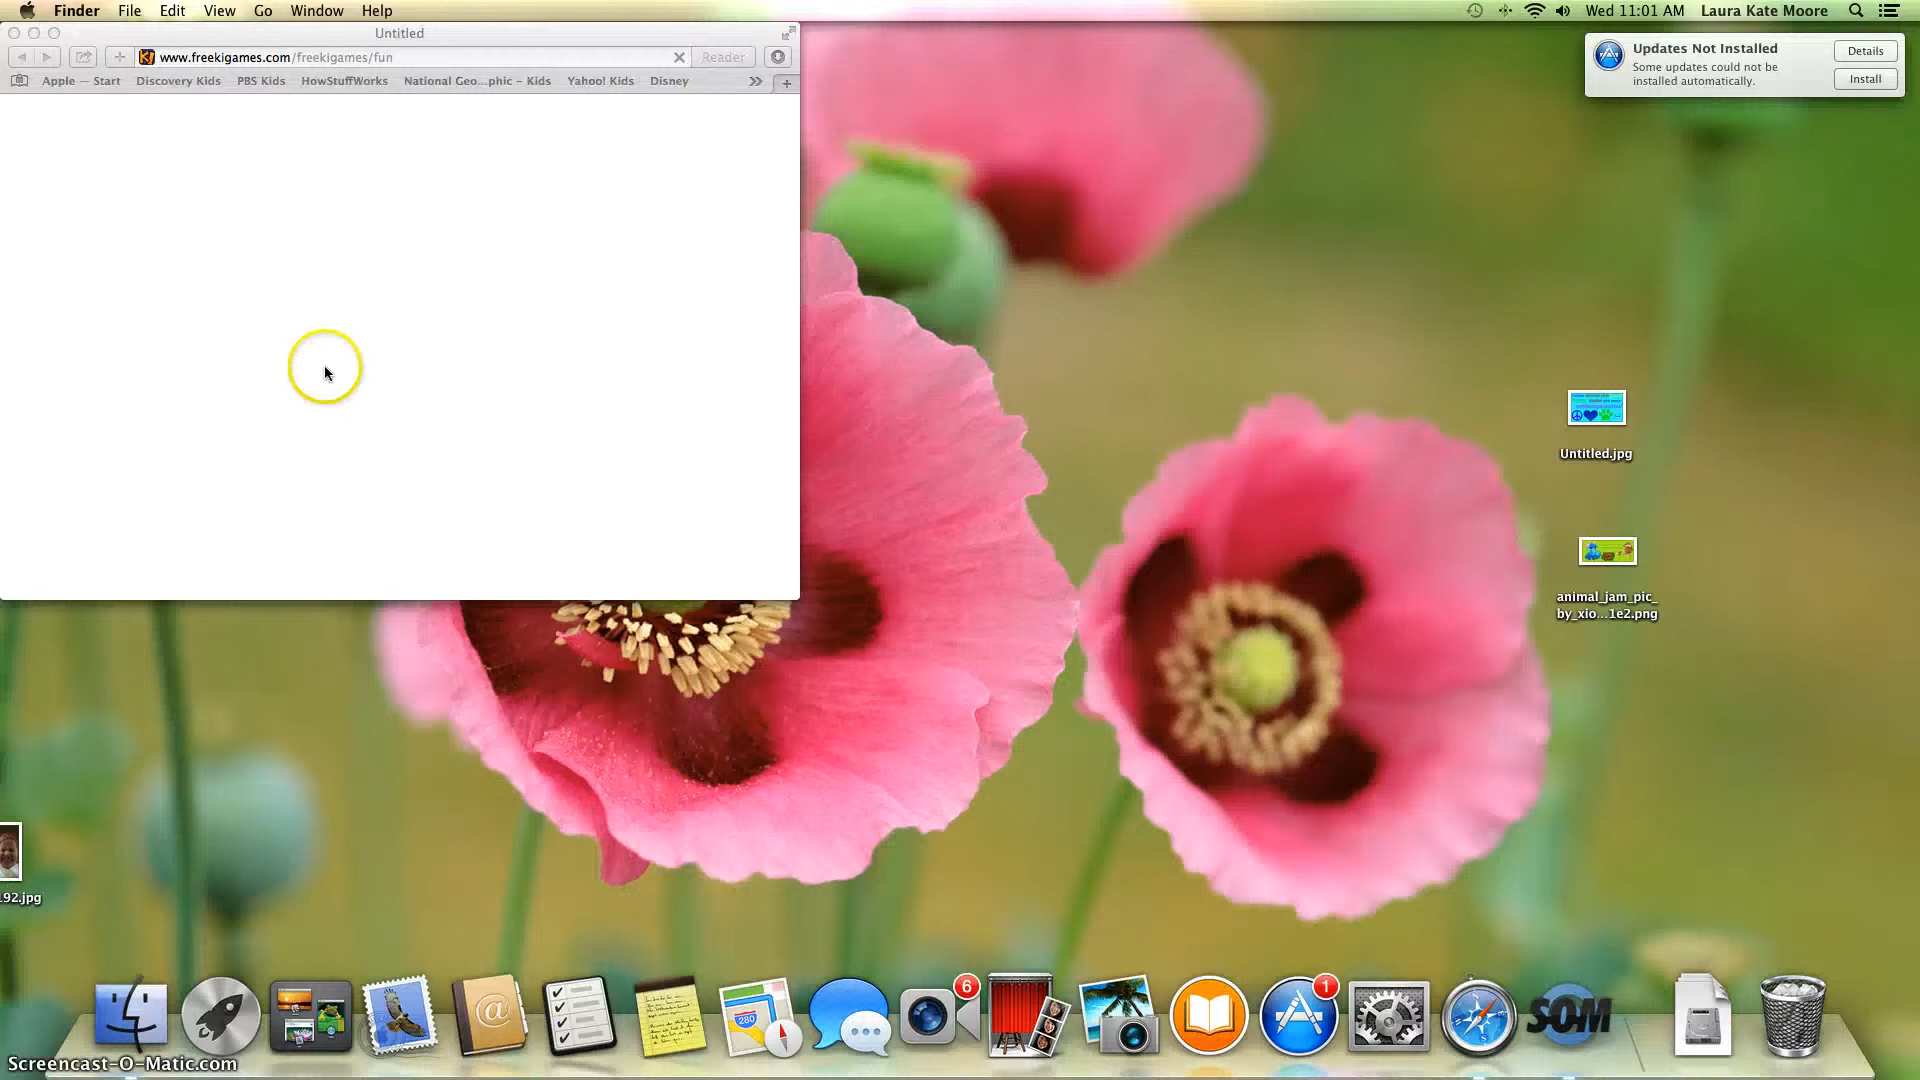 Finder File Edit View Go Window Help
Wed 11:01 AM Laura Kate Moore
Untitled
www.freekigames.com/freekigames/fun
Reader
Apple — Start Discovery Kids PBS Kids HowStuffWorks National Geo...phic - Kids Yahoo! Kids Disney
Updates Not Installed
Some updates could not be
installed automatically.
Details
Install
Untitled.jpg
animal_jam_pic_
by_xio...1e2.png
192.jpg
6
1
280
SOM
Screencast-O-Matic.com